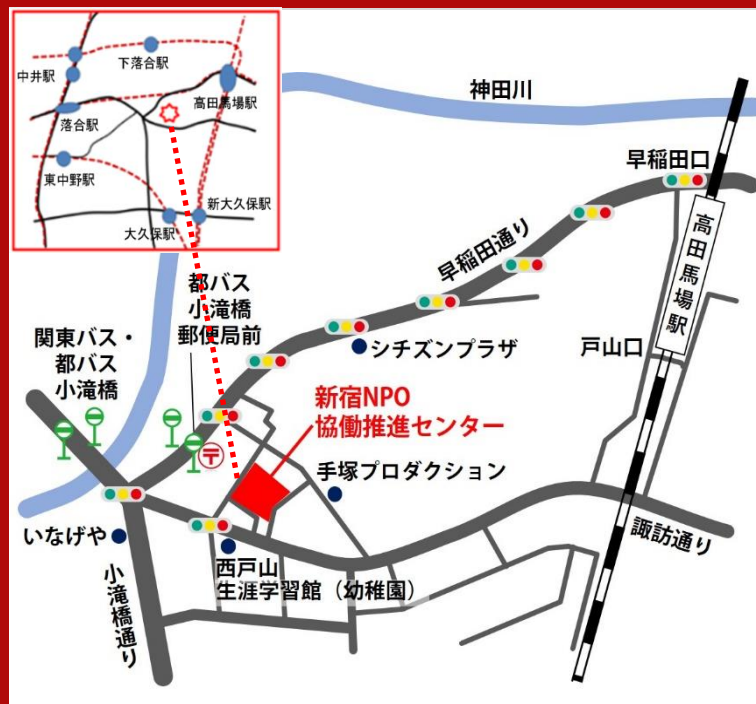 中井駅
下落合駅
高田馬場駅
落合駅
東中野駅
新大久保駅
大久保駅
神田川
早稲田口
高田馬場駅
早稲田通り
都バス
小滝橋
郵便局前
関東バス・
都バス
小滝橋
シチズンプラザ
戸山口
新宿NPO
協働推進センター
〒
手塚プロダクション
諏訪通り
いなげや
西戸山
生涯学習館（幼稚園）
小滝橋通り